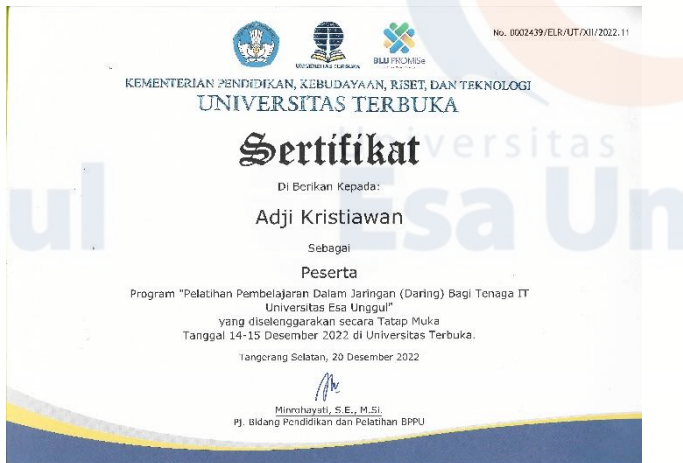 No. 0002439/ELR/UT/XII/2022.11
UNIVERSITAS TERBUKA
BLU PROMISE
KEMENTERIAN PENDIDIKAN, KEBUDAYAAN, RISET, DAN TEKNOLOGI
UNIVERSITAS TERBUKA
Sertifikat
Universitas
Di Berikan Kepada:
Adji Kristiawan
ul
Esa Un
Sebagai
Peserta
Program "Pelatihan Pembelajaran Dalam Jaringan (Daring) Bagi Tenaga IT
Universitas Esa Unggul"
yang diselenggarakan secara Tatap Muka
Tanggal 14-15 Desember 2022 di Universitas Terbuka.
Tangerang Selatan, 20 Desember 2022
Minrohayati, S.E., M.Si.
Pj. Bidang Pendidikan dan Pelatihan BPPU